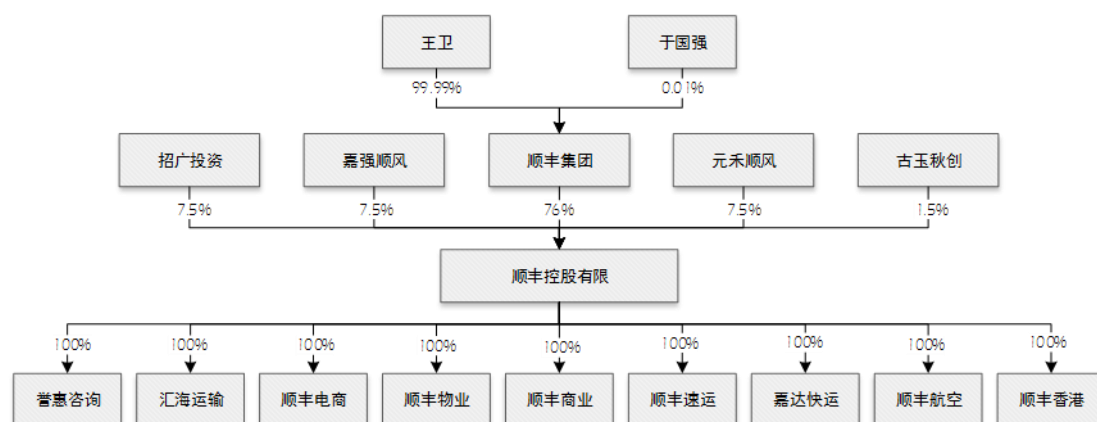 王卫
于国强
99.99%
0.01%
招广投资
嘉强顺风
顺丰集团
元禾顺风
古玉秋创
7.5%
7.5%
76%
7.5%
1.5%
顺丰控股有限
100%
100%
100%
100%
100%
100%
100%
100%
100%
誉惠咨询
汇海运输
顺丰电商
顺丰物业
顺丰商业
顺丰速运
嘉达快运
顺丰航空
顺丰香港